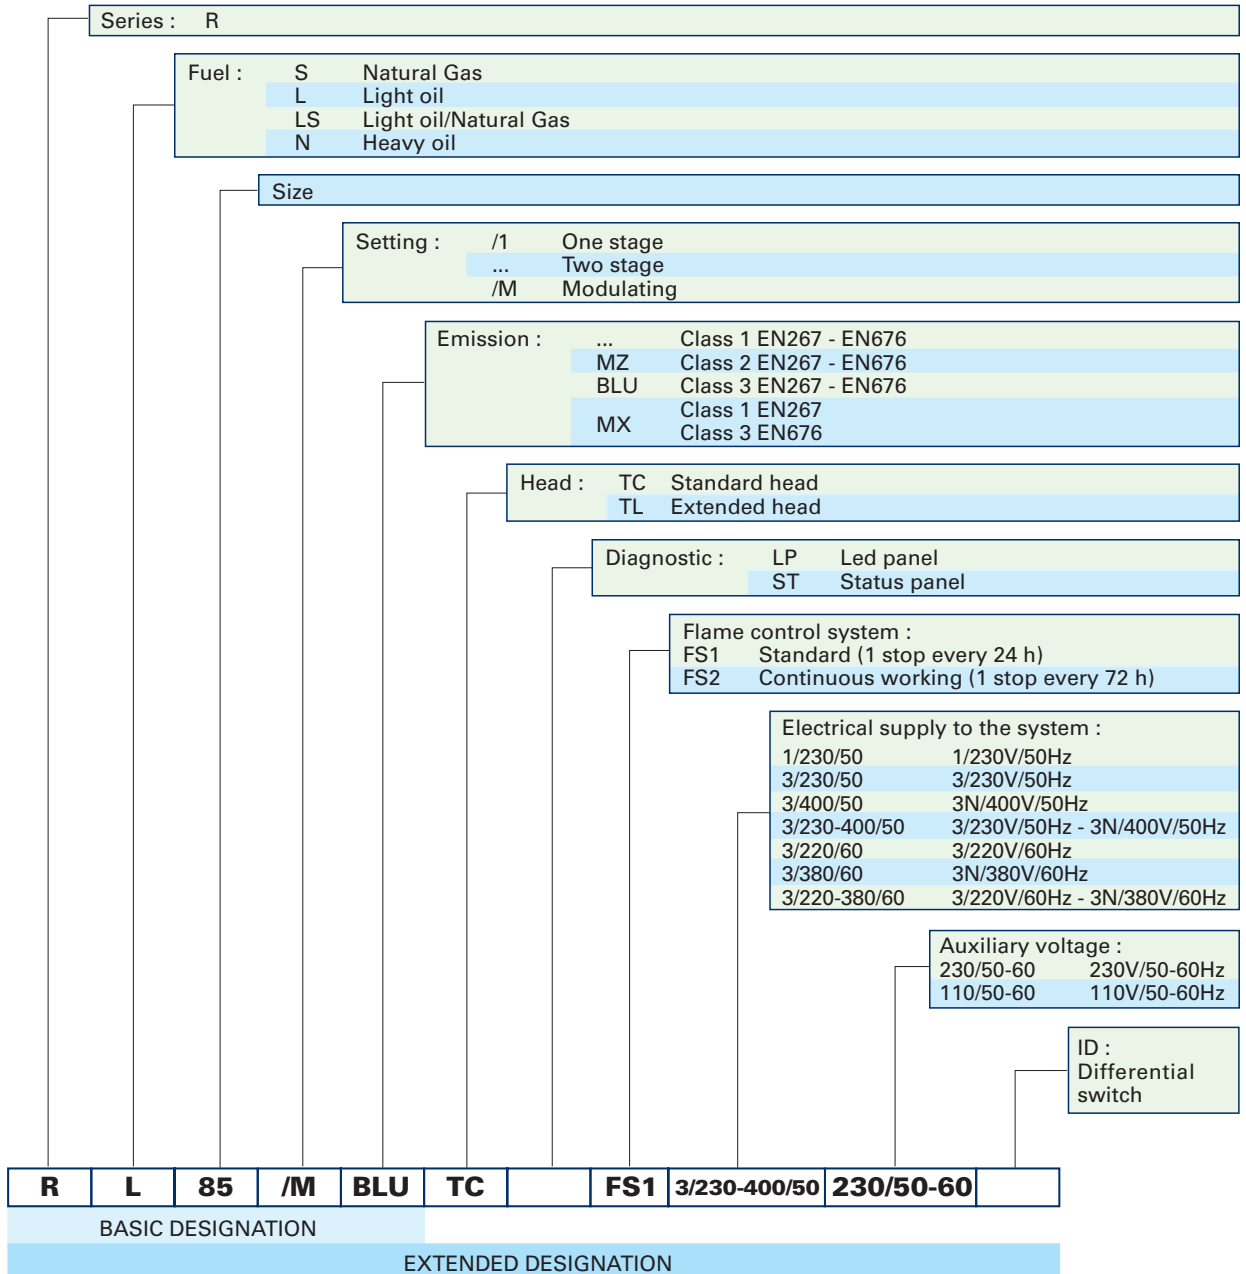 Series : R
Fuel : S Natural Gas
L Light oil
LS Light oil/Natural Gas
N Heavy oil
Size
Setting : /1 One stage
... Two stage
/M Modulating
Emission : ... Class 1 EN267 - EN676
MZ Class 2 EN267 - EN676
BLU Class 3 EN267 - EN676
MX Class 1 EN267
Class 3 EN676
Head : TC Standard head
TL Extended head
Diagnostic : LP Led panel
ST Status panel
Flame control system :
FS1 Standard (1 stop every 24 h)
FS2 Continuous working (1 stop every 72 h)
Electrical supply to the system :
1/230/50 1/230V/50Hz
3/230/50 3/230V/50Hz
3/400/50 3N/400V/50Hz
3/230-400/50 3/230V/50Hz - 3N/400V/50Hz
3/220/60 3/220V/60Hz
3/380/60 3N/380V/60Hz
3/220-380/60 3/220V/60Hz - 3N/380V/60Hz
Auxiliary voltage :
230/50-60 230V/50-60Hz
110/50-60 110V/50-60Hz
ID :
Differential
switch
R L 85 /M BLU TC FS1 3/230-400/50 230/50-60
BASIC DESIGNATION
EXTENDED DESIGNATION